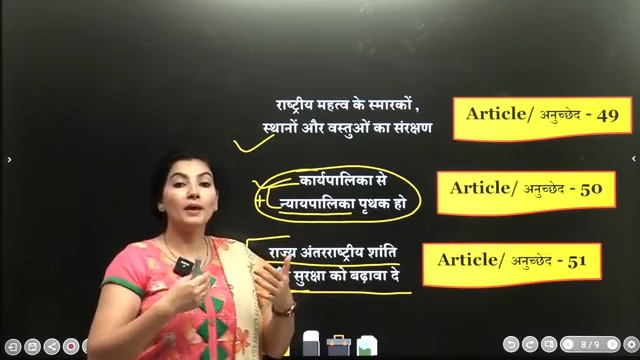 राष्ट्रीय महत्व के स्मारकों ,
स्थानों और वस्तुओं का संरक्षण
Article/ अनुच्छेद - 49
कार्यपालिका से
न्यायपालिका पृथक हो
Article/ अनुच्छेद - 50
राज्य अंतरराष्ट्रीय शांति
सुरक्षा को बढ़ावा दे
Article/ अनुच्छेद - 51
8 / 9